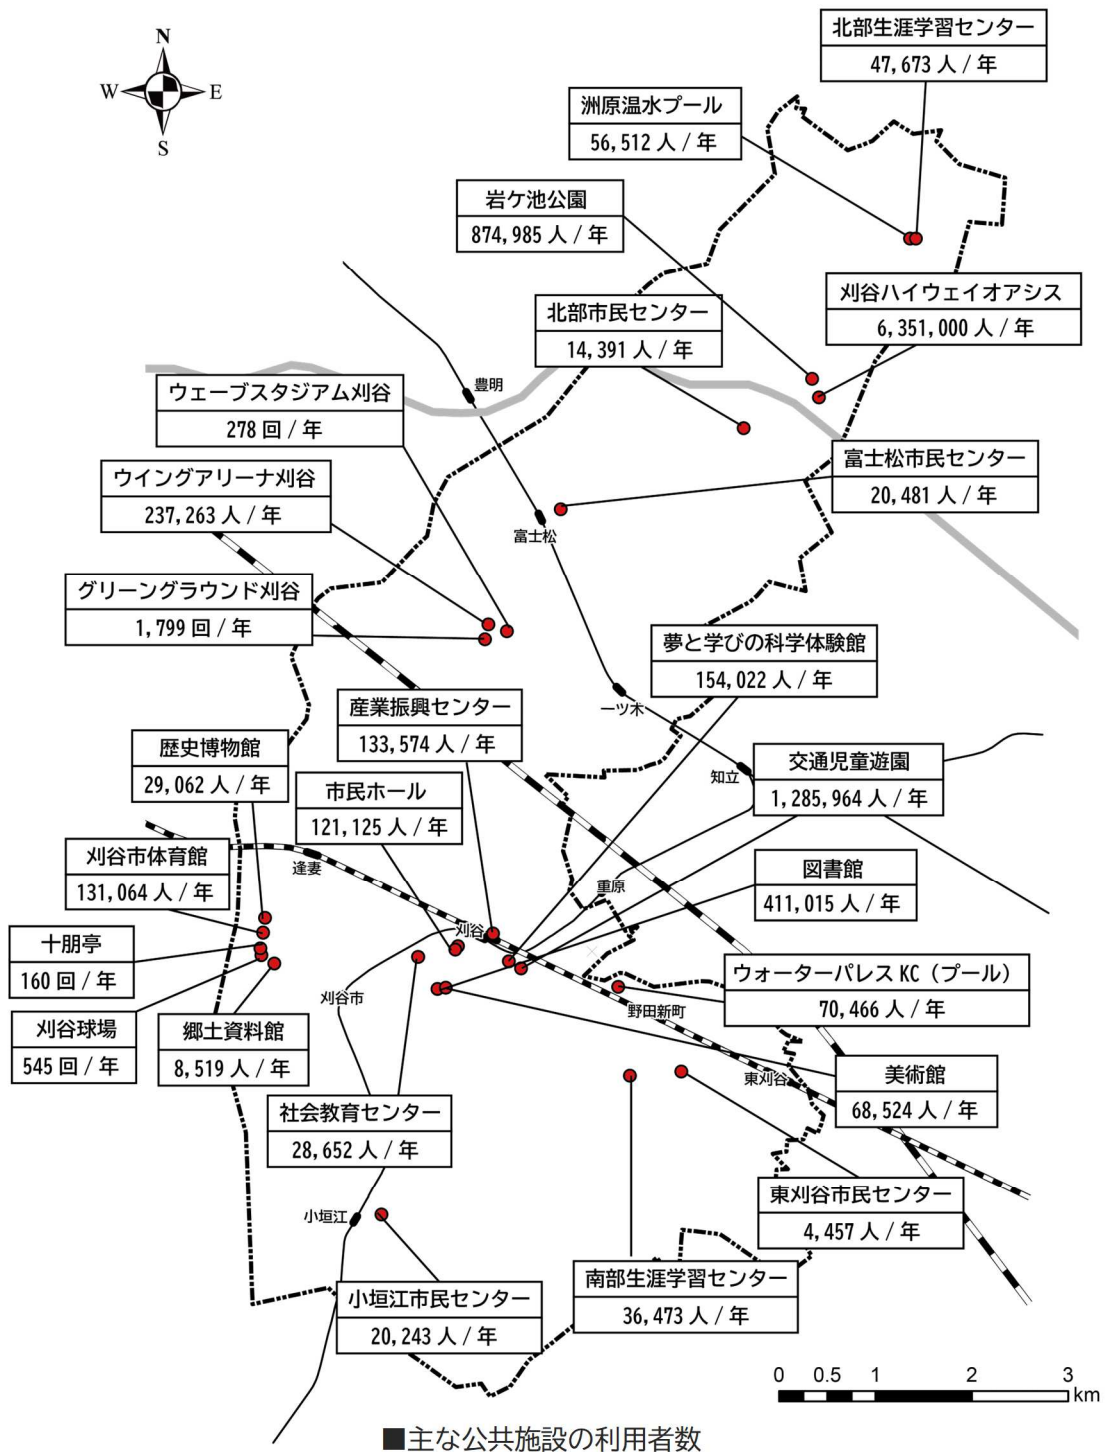 N
W
E
S
北部生涯学習センター
47,673 人 / 年
洲原温水プール
56,512 人 / 年
岩ケ池公園
874,985 人 / 年
刈谷ハイウェイオアシス
6,351,000 人 / 年
北部市民センター
14,391 人 / 年
豊明
ウェーブスタジアム刈谷
278 回 / 年
ウイングアリーナ刈谷
237,263 人 / 年
富士松市民センター
20,481 人 / 年
富士松
グリーングラウンド刈谷
1,799 回 / 年
夢と学びの科学体験館
154,022 人 / 年
一ツ木
産業振興センター
133,574 人 / 年
歴史博物館
29,062 人 / 年
知立
交通児童遊園
1,285,964 人 / 年
市民ホール
121,125 人 / 年
刈谷市体育館
131,064 人 / 年
逢妻
重原
図書館
411,015 人 / 年
十朋亭
160 回 / 年
刈谷
刈谷市
野田新町
ウォーターパレス KC（プール）
70,466 人 / 年
刈谷球場
545 回 / 年
郷土資料館
8,519 人 / 年
東刈谷
美術館
68,524 人 / 年
社会教育センター
28,652 人 / 年
東刈谷市民センター
4,457 人 / 年
小垣江
小垣江市民センター
20,243 人 / 年
南部生涯学習センター
36,473 人 / 年
0 0.5 1 2 3
km
■主な公共施設の利用者数